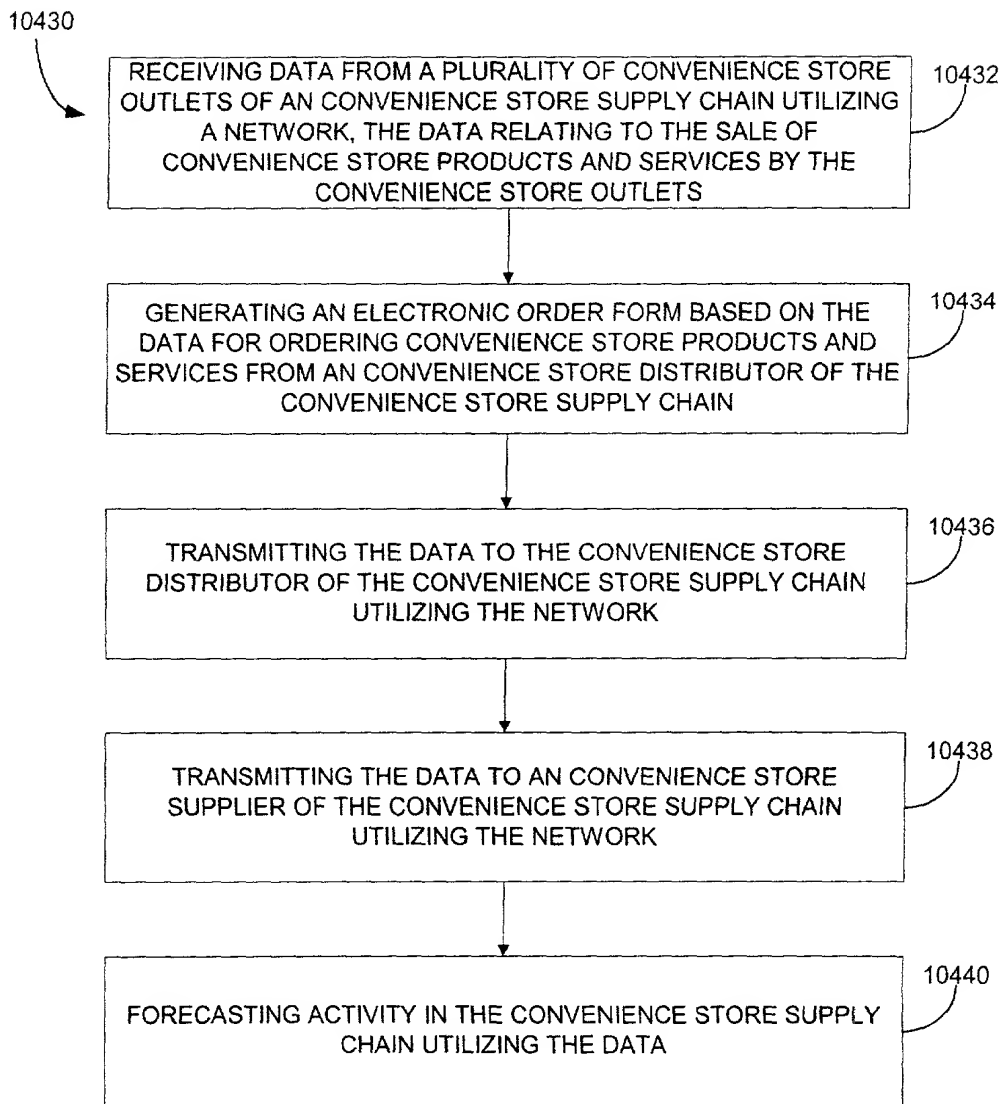 10430
RECEIVING DATA FROM A PLURALITY OF CONVENIENCE STORE
OUTLETS OF AN CONVENIENCE STORE SUPPLY CHAIN UTILIZING
A NETWORK, THE DATA RELATING TO THE SALE OF
CONVENIENCE STORE PRODUCTS AND SERVICES BY THE
CONVENIENCE STORE OUTLETS
10432
GENERATING AN ELECTRONIC ORDER FORM BASED ON THE
DATA FOR ORDERING CONVENIENCE STORE PRODUCTS AND
SERVICES FROM AN CONVENIENCE STORE DISTRIBUTOR OF THE
CONVENIENCE STORE SUPPLY CHAIN
10434
TRANSMITTING THE DATA TO THE CONVENIENCE STORE
DISTRIBUTOR OF THE CONVENIENCE STORE SUPPLY CHAIN
UTILIZING THE NETWORK
10436
TRANSMITTING THE DATA TO AN CONVENIENCE STORE
SUPPLIER OF THE CONVENIENCE STORE SUPPLY CHAIN
UTILIZING THE NETWORK
10438
FORECASTING ACTIVITY IN THE CONVENIENCE STORE SUPPLY
CHAIN UTILIZING THE DATA
10440